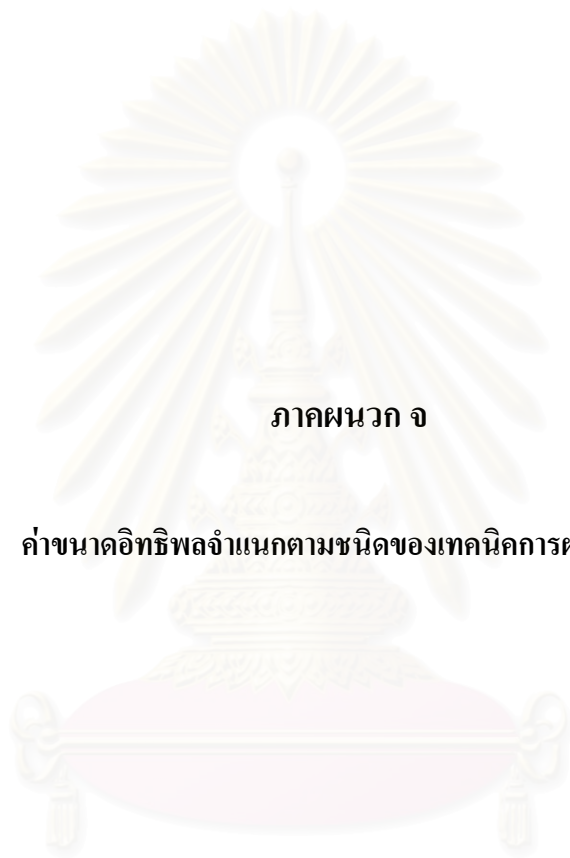 ภาคผนวก จ
ค่าขนาดอิทธิพลจำแนกตามชนิดของเทคนิคการ